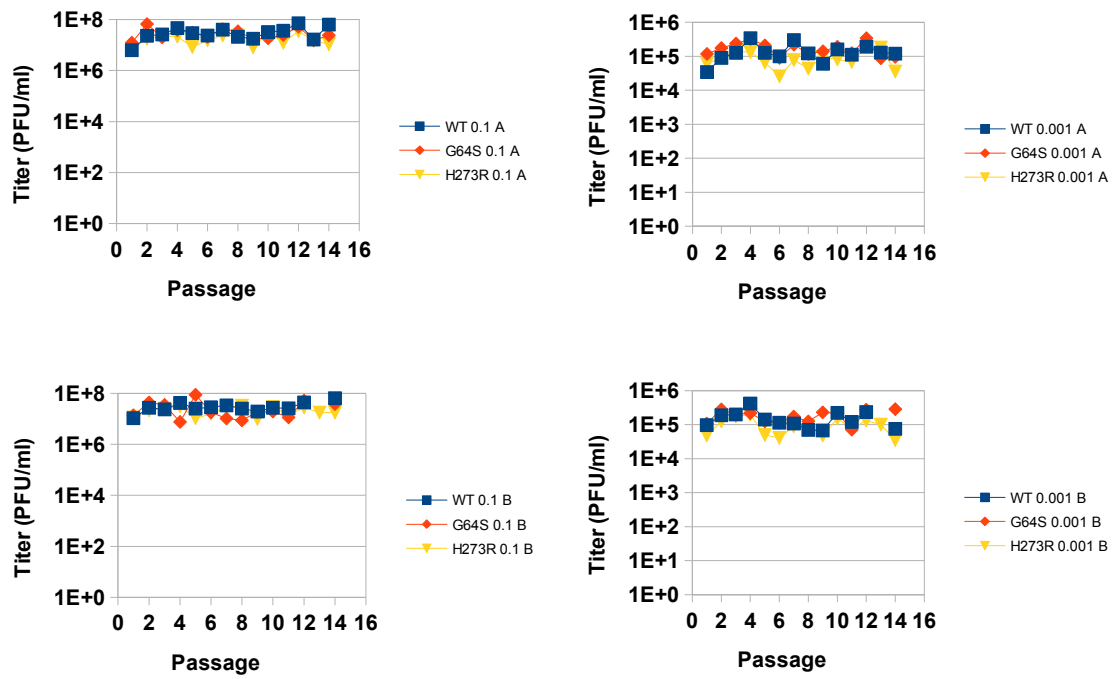 Titer (PFU/ml)
1E+8
1E+6
1E+4
1E+2
1E+0
0 2 4 6 8 10 12 14 16
Passage
WT 0.1 A
G64S 0.1 A
H273R 0.1 A
Titer (PFU/ml)
1E+6
1E+5
1E+4
1E+3
1E+2
1E+1
1E+0
0 2 4 6 8 10 12 14 16
Passage
WT 0.001 A
G64S 0.001 A
H273R 0.001 A
Titer (PFU/ml)
1E+8
1E+6
1E+4
1E+2
1E+0
0 2 4 6 8 10 12 14 16
Passage
WT 0.1 B
G64S 0.1 B
H273R 0.1 B
Titer (PFU/ml)
1E+6
1E+5
1E+4
1E+3
1E+2
1E+1
1E+0
0 2 4 6 8 10 12 14 16
Passage
WT 0.001 B
G64S 0.001 B
H273R 0.001 B